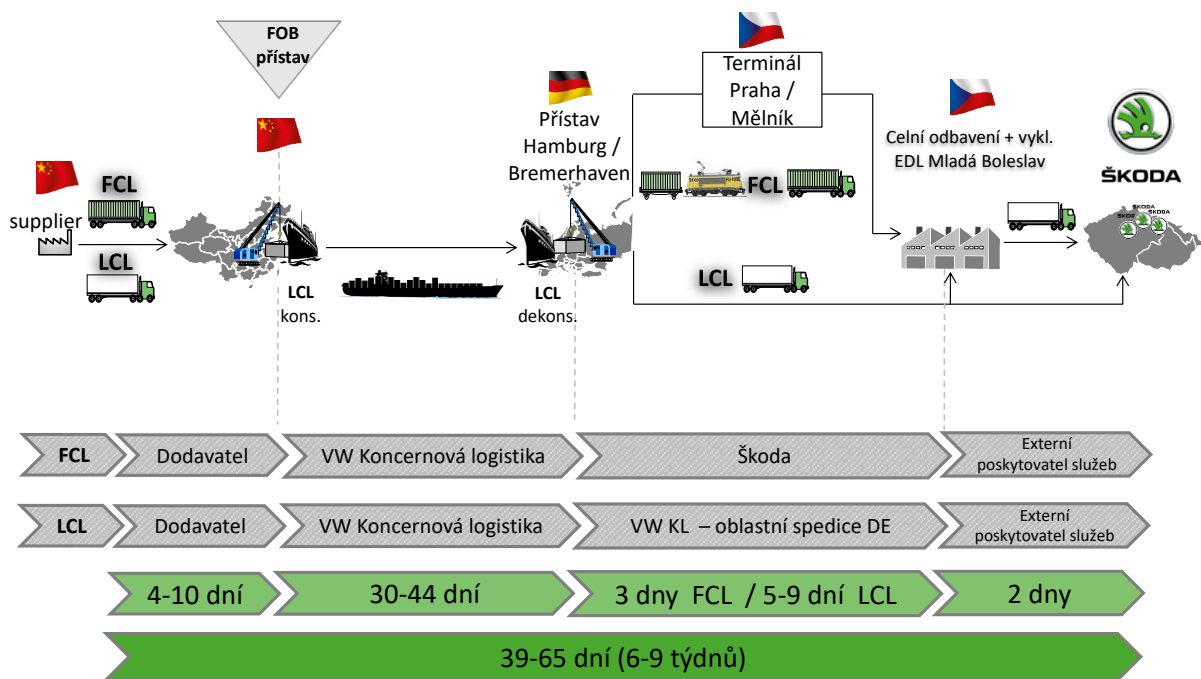 FOB
přístav
Terminál
Praha /
Mělník
Přístav
Hamburg /
Bremerhaven
Celní odbavení + vykl.
EDL Mladá Boleslav
ŠKODA
FCL
supplier
LCL
FCL
LCL
LCL
kons.
LCL
dekons.
ŠKODA
ŠKODA
ŠKODA
FCL
Dodavatel
VW Koncernová logistika
Škoda
Externí
poskytovatel služeb
LCL
Dodavatel
VW Koncernová logistika
VW KL – oblastní spedice DE
Externí
poskytovatel služeb
4-10 dní
30-44 dní
3 dny FCL / 5-9 dní LCL
2 dny
39-65 dní (6-9 týdnů)